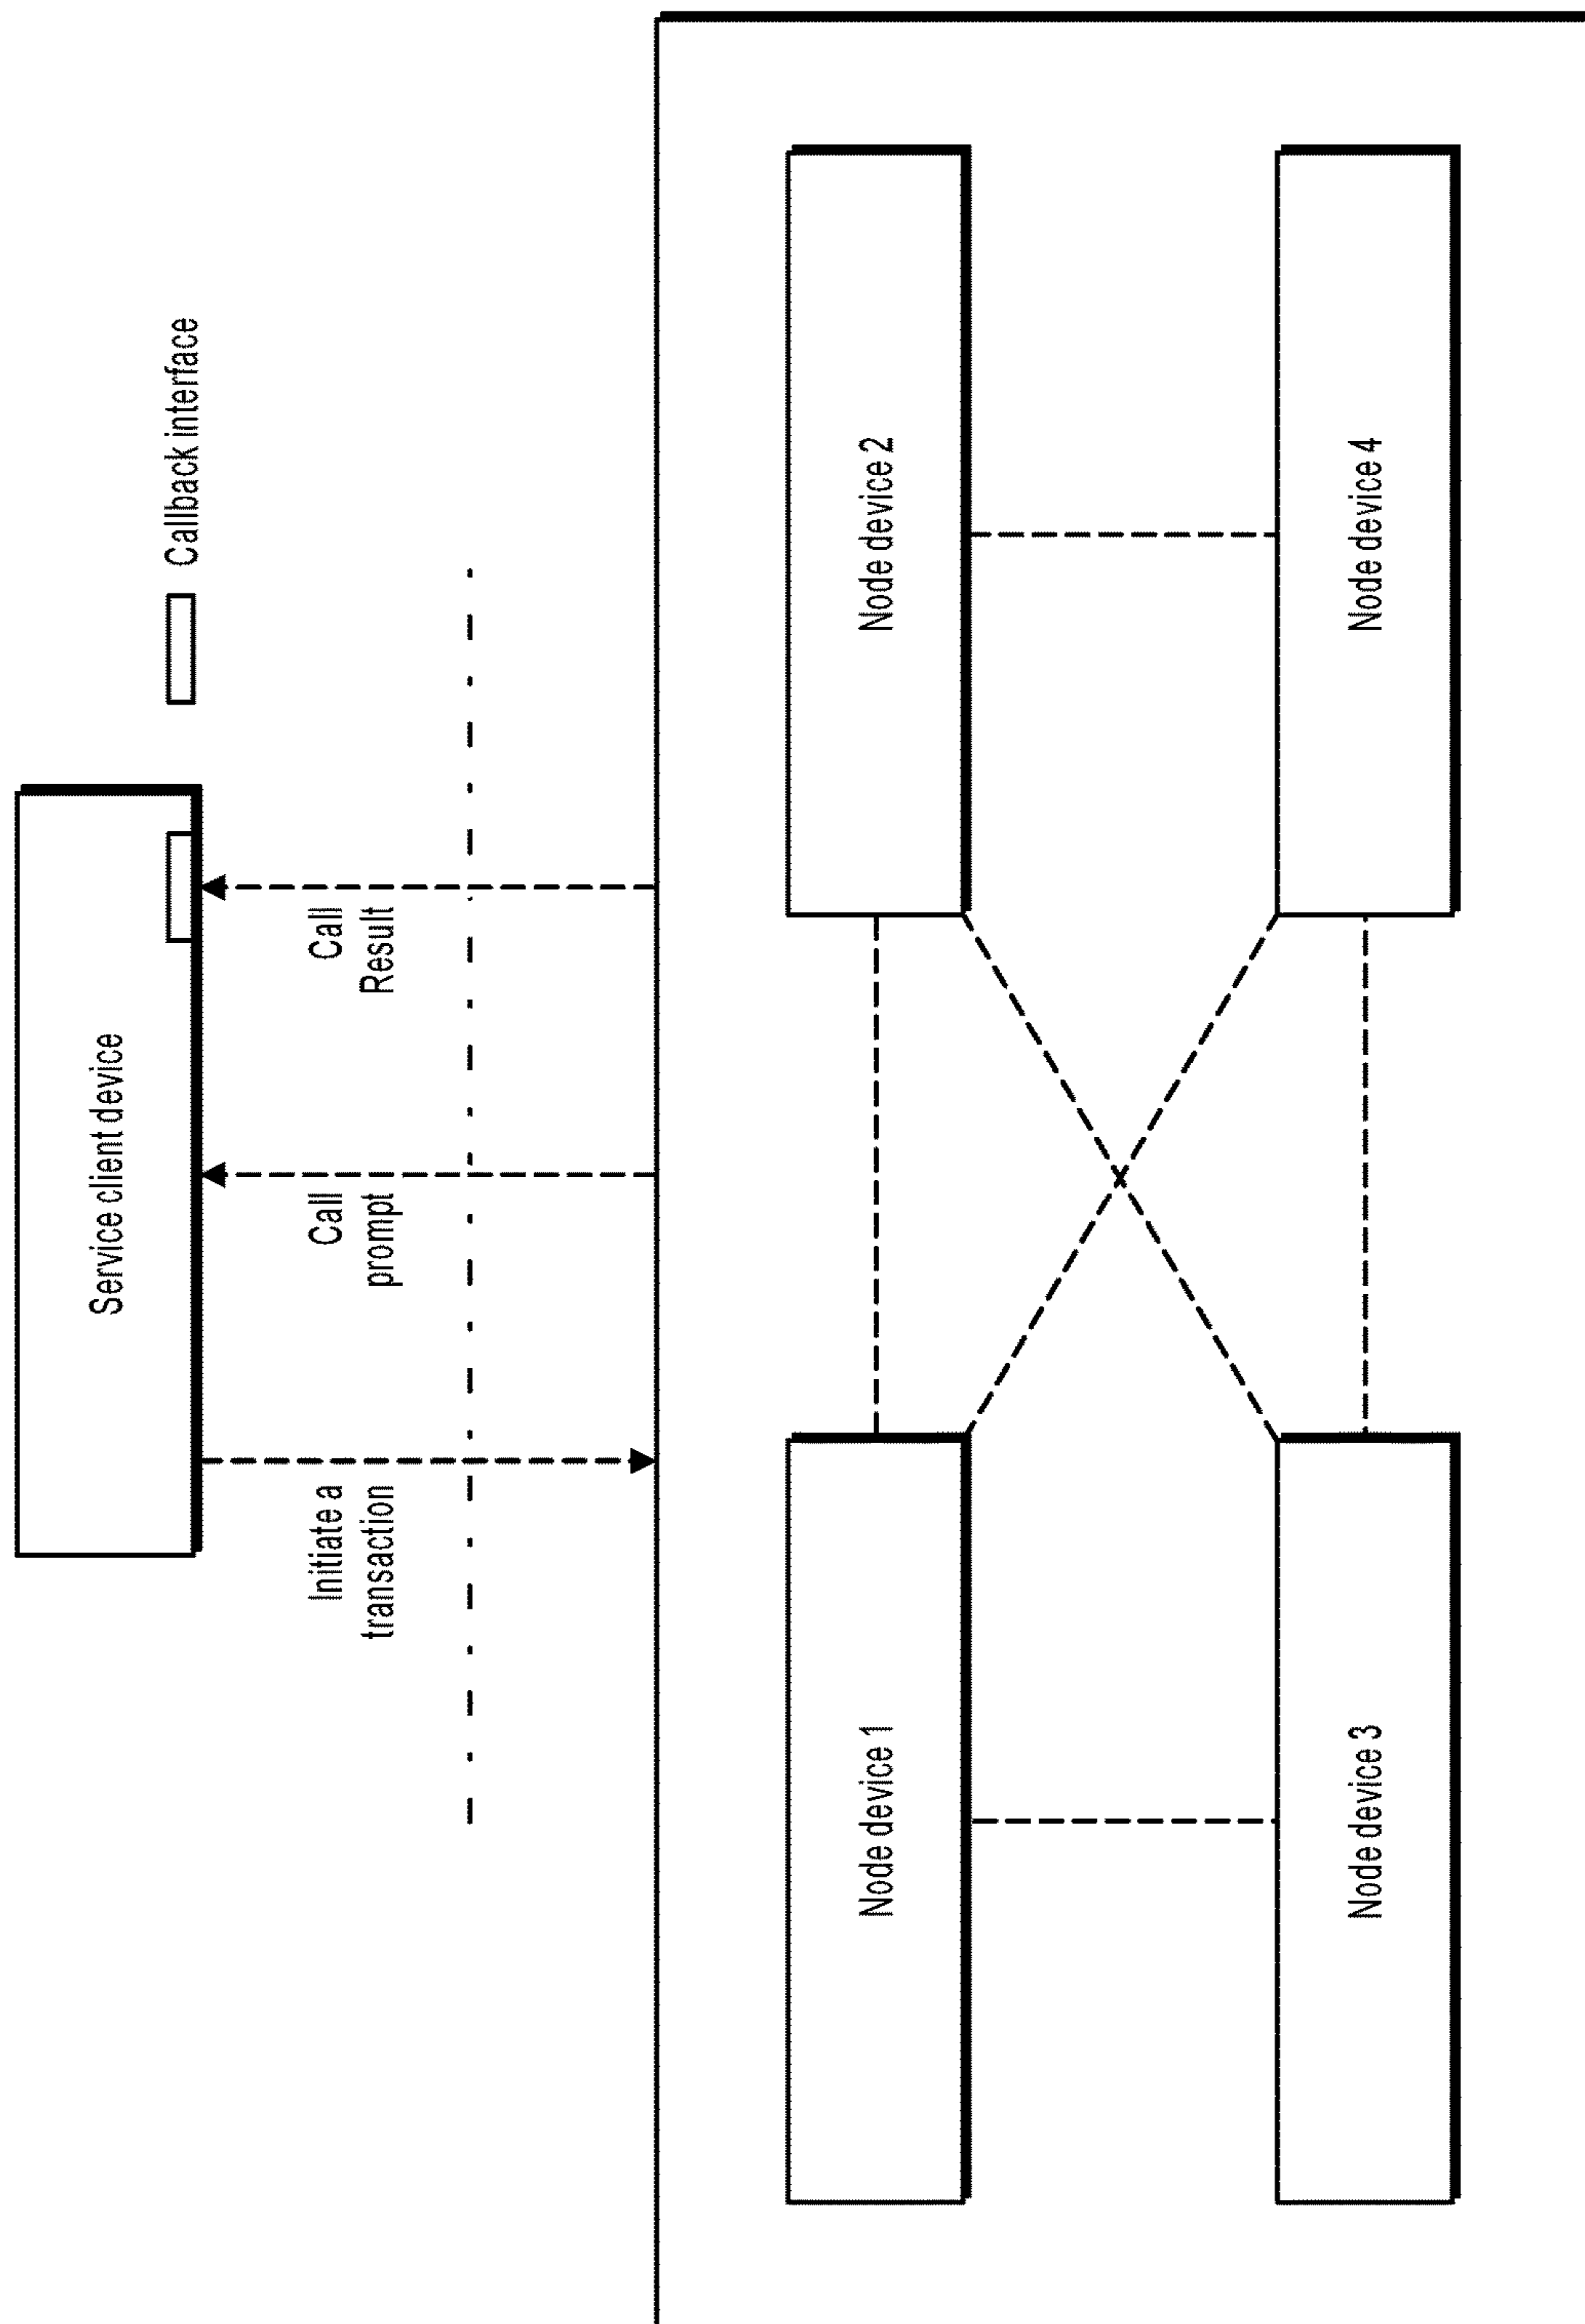 Service client device
Callback interface
Initiate a
transaction
Call
prompt
Call
Result
Node device 1
Node device 2
Node device 3
Node device 4